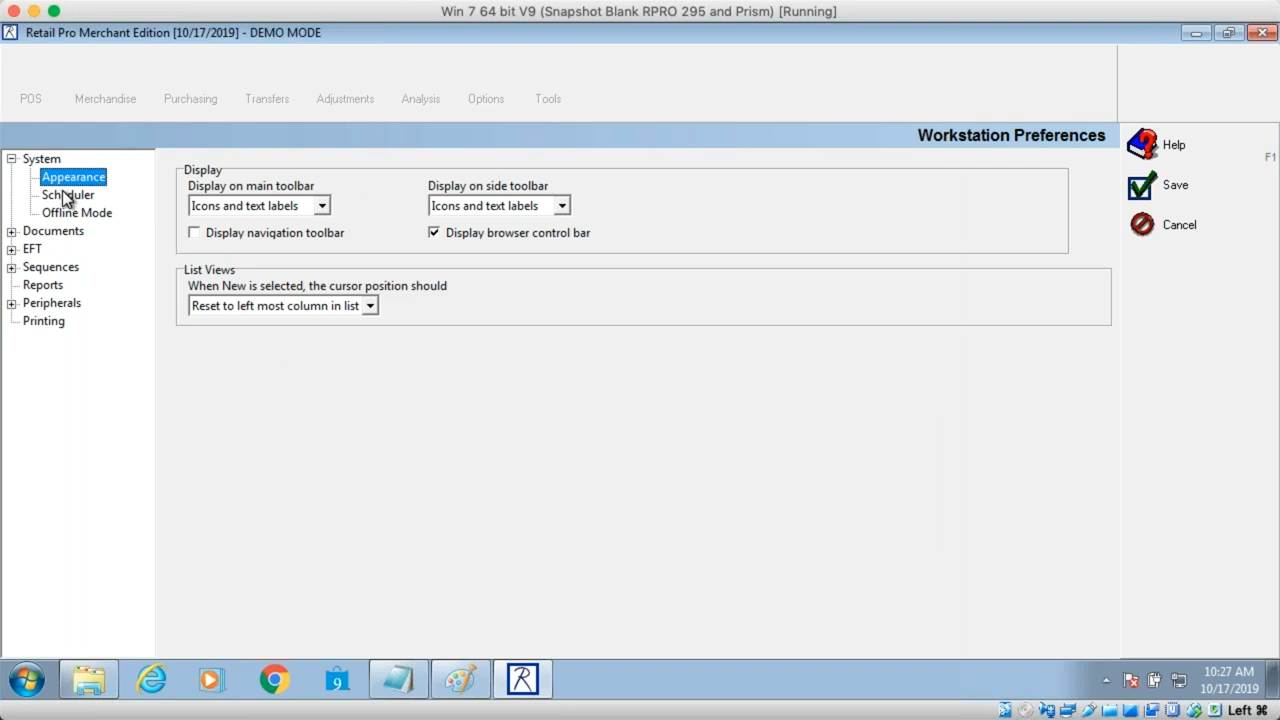 Win 7 64 bit V9 (Snapshot Blank RPRO 295 and Prism) [Running]
Retail Pro Merchant Edition [10/17/2019] - DEMO MODE
POS Merchandise Purchasing Transfers Adjustments Analysis Options Tools
Workstation Preferences
System
Appearance
Scheduler
Offline Mode
Documents
EFT
Sequences
Reports
Peripherals
Printing
Display
Display on main toolbar Display on side toolbar
Icons and text labels Icons and text labels
Display navigation toolbar Display browser control bar
List Views
When New is selected, the cursor position should
Reset to left most column in list
Help
F1
Save
Cancel
9
10:27 AM
10/17/2019
Left ⌘